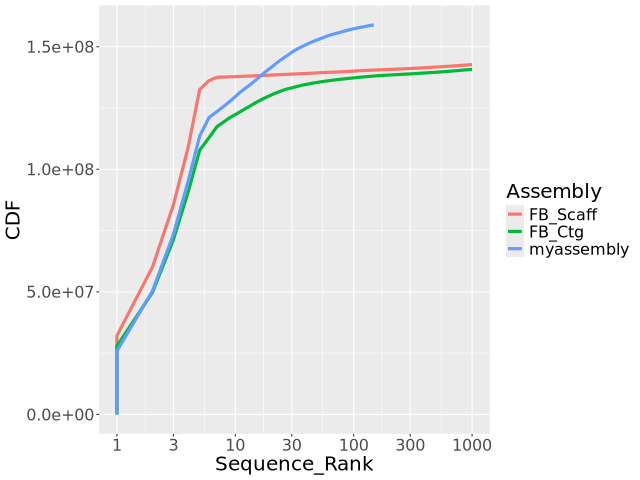 1.5e+08
1.0e+08
5.0e+07
0.0e+00
CDF
1 3 10 30 100 300 1000
Sequence_Rank
Assembly
FB_Scaff
FB_Ctg
myassembly